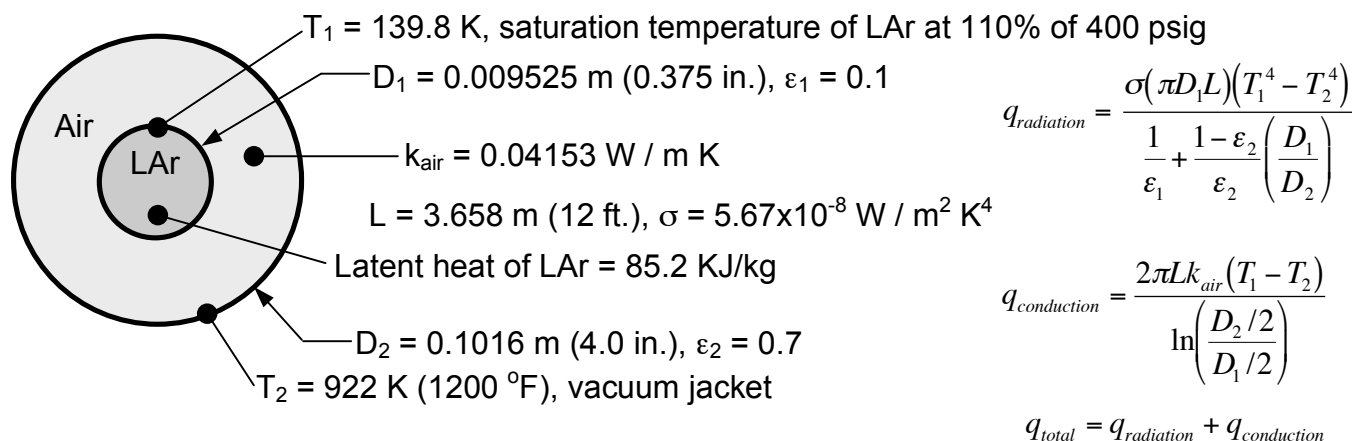 T₁ = 139.8 K, saturation temperature of LAr at 110% of 400 psig
D₁ = 0.009525 m (0.375 in.), ε₁ = 0.1
Air
LAr
k_air = 0.04153 W / m K
L = 3.658 m (12 ft.), σ = 5.67x10⁻⁸ W / m² K⁴
Latent heat of LAr = 85.2 KJ/kg
D₂ = 0.1016 m (4.0 in.), ε₂ = 0.7
T₂ = 922 K (1200 °F), vacuum jacket
q_radiation = σ(πD₁L)(T₁⁴ − T₂⁴) / (1/ε₁ + (1−ε₂)/ε₂ (D₁/D₂))
q_conduction = 2πLk_air(T₁ − T₂) / ln((D₂/2)/(D₁/2))
q_total = q_radiation + q_conduction